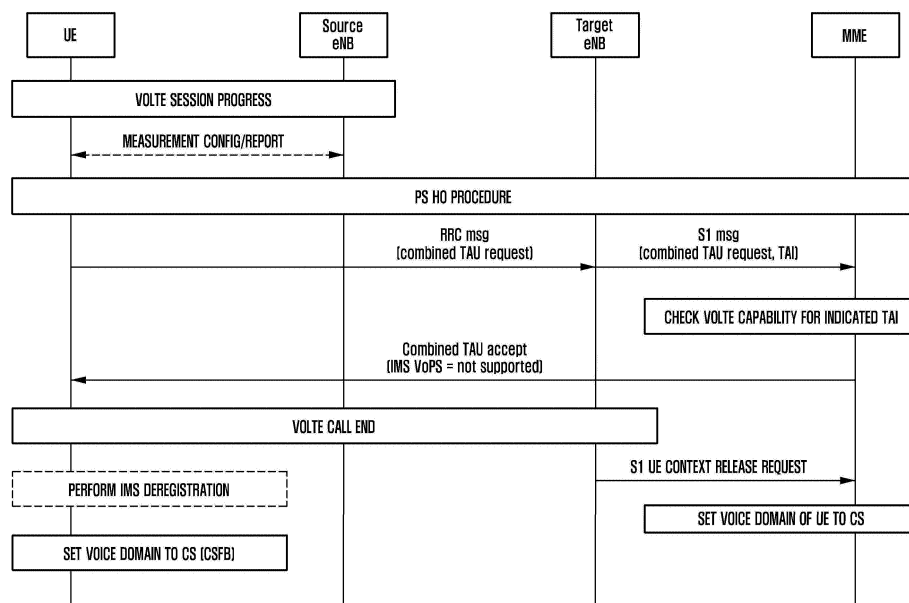 UE
Source
eNB
Target
eNB
MME
VOLTE SESSION PROGRESS
MEASUREMENT CONFIG/REPORT
PS HO PROCEDURE
RRC msg
(combined TAU request)
S1 msg
(combined TAU request, TAI)
CHECK VOLTE CAPABILITY FOR INDICATED TAI
Combined TAU accept
(IMS VoPS = not supported)
VOLTE CALL END
S1 UE CONTEXT RELEASE REQUEST
PERFORM IMS DEREGISTRATION
SET VOICE DOMAIN OF UE TO CS
SET VOICE DOMAIN TO CS (CSFB)